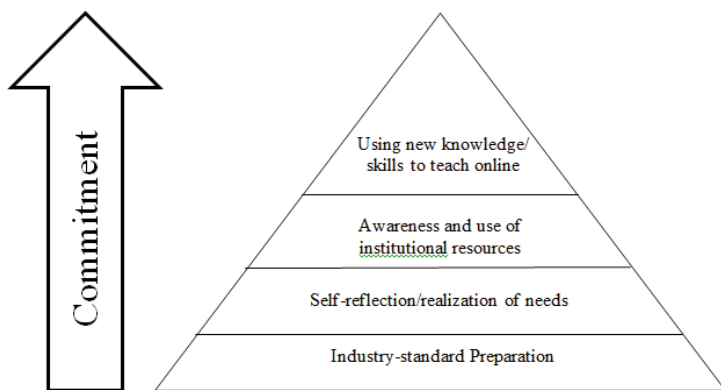 Commitment
Using new knowledge/
skills to teach online
Awareness and use of
institutional resources
Self-reflection/realization of needs
Industry-standard Preparation